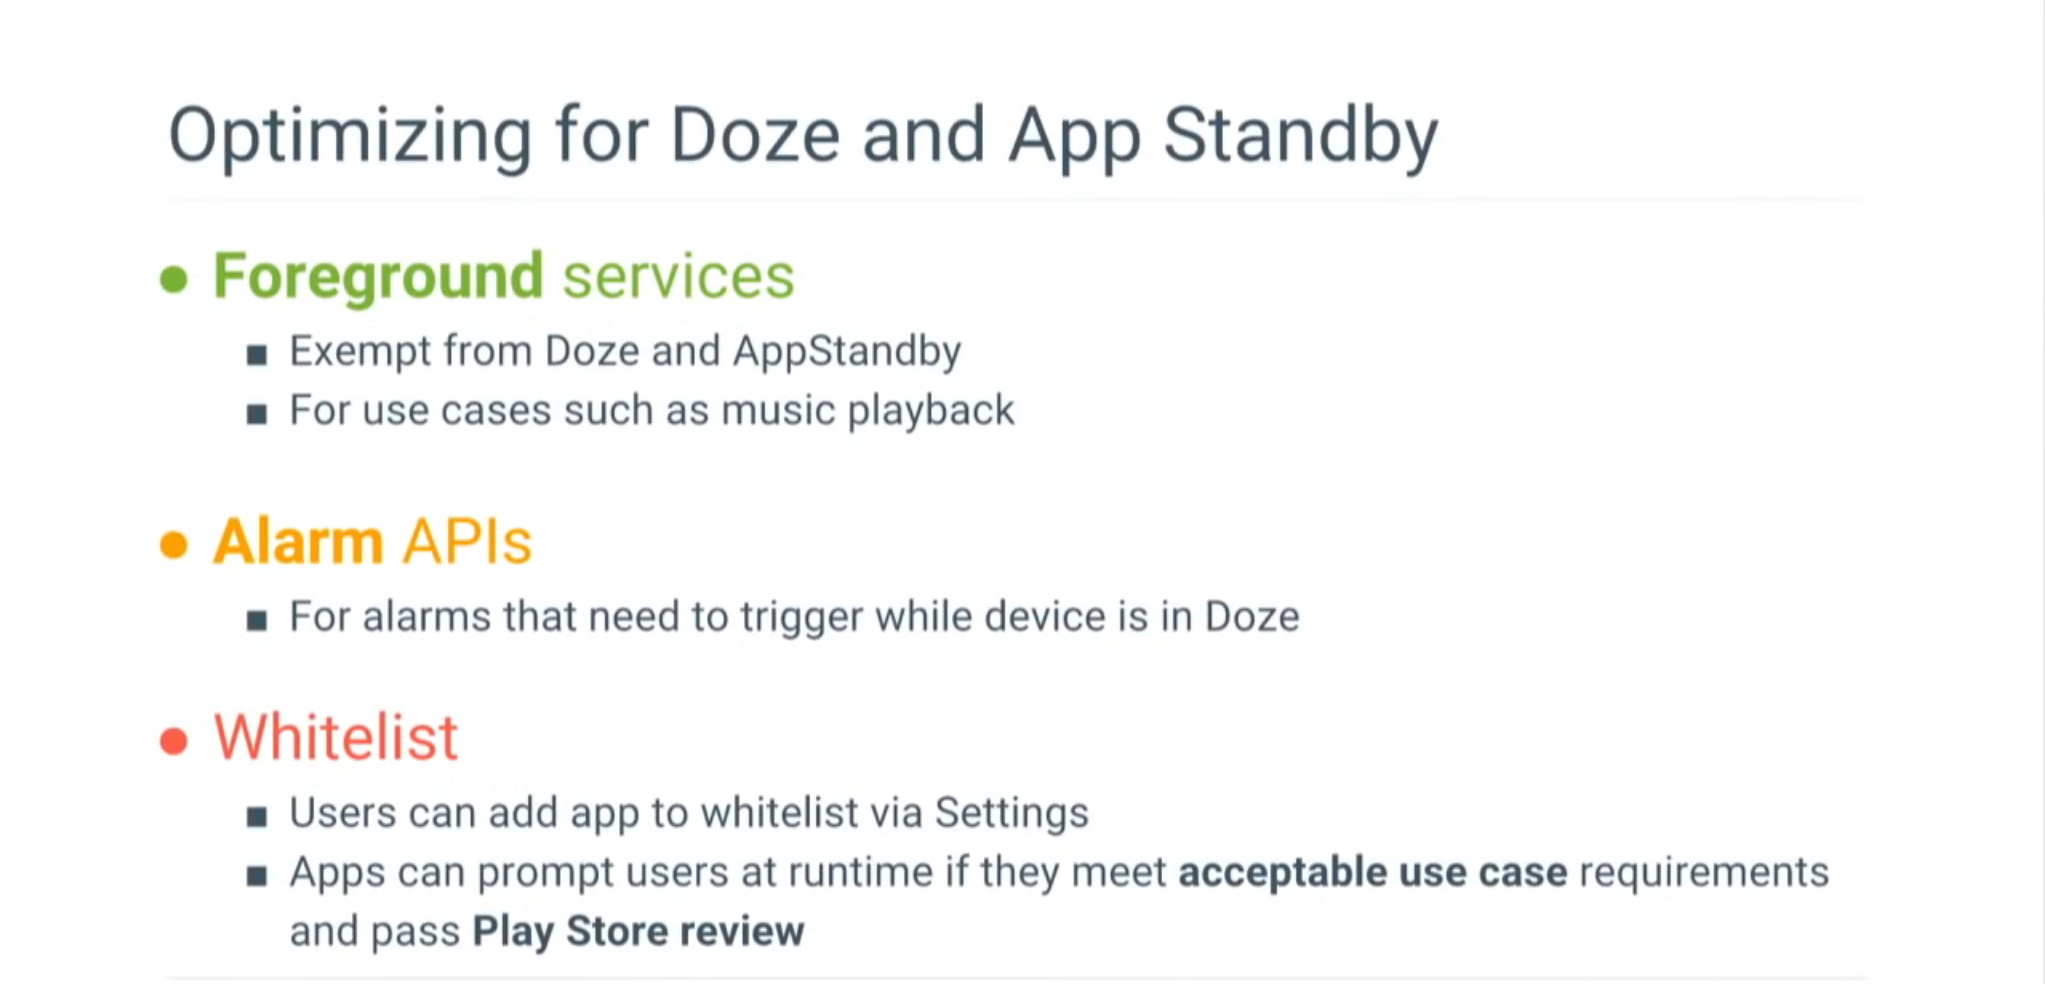 Optimizing for Doze and App Standby
● Foreground services
■ Exempt from Doze and AppStandby
■ For use cases such as music playback
● Alarm APIs
■ For alarms that need to trigger while device is in Doze
● Whitelist
■ Users can add app to whitelist via Settings
■ Apps can prompt users at runtime if they meet acceptable use case requirements
and pass Play Store review